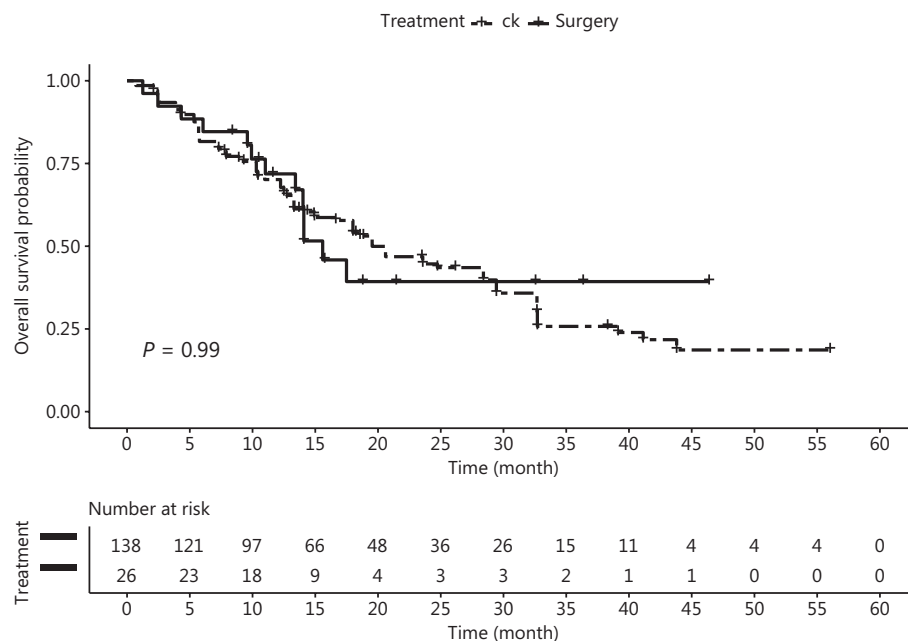 Treatment ck Surgery
1.00
0.75
0.50
0.25
0.00
Overall survival probability
P = 0.99
0 5 10 15 20 25 30 35 40 45 50 55 60
Time (month)
Number at risk
Treatment
138 121 97 66 48 36 26 15 11 4 4 4 0
26 23 18 9 4 3 3 2 1 1 0 0 0
0 5 10 15 20 25 30 35 40 45 50 55 60
Time (month)